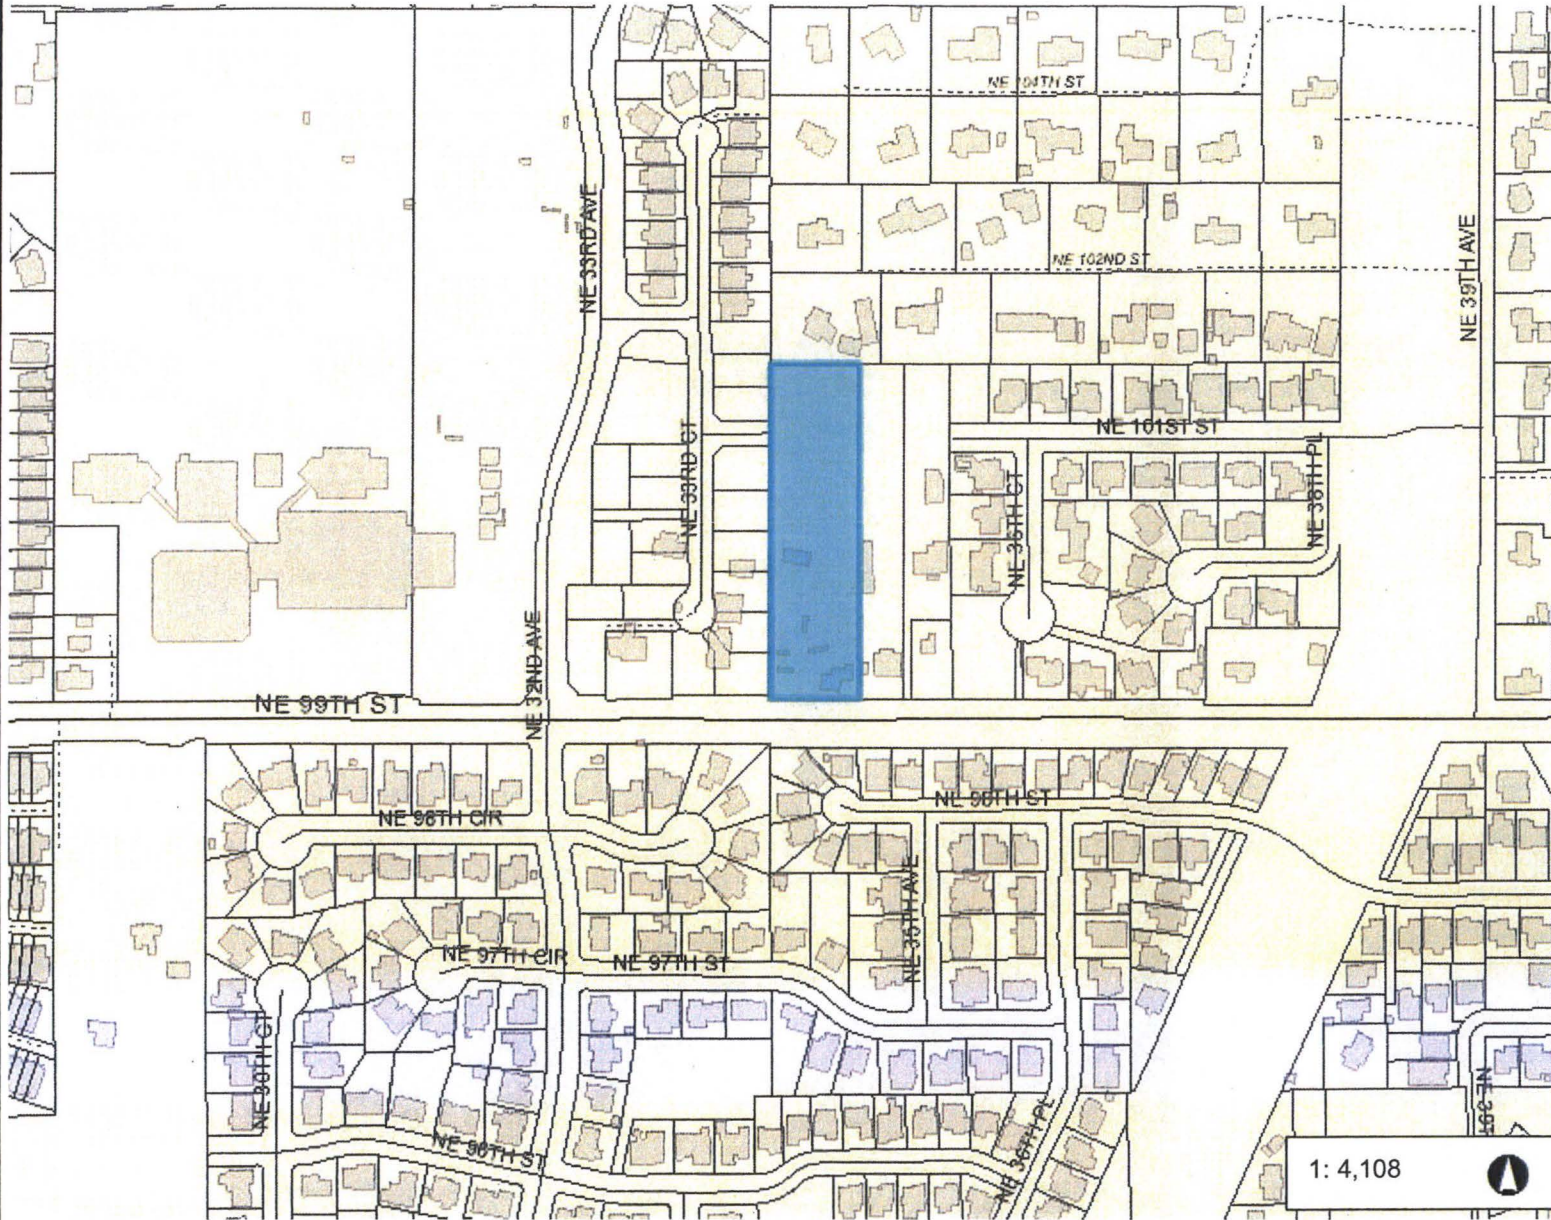 NE 104TH ST
NE 33RD AVE
NE 102ND ST
NE 39TH AVE
NE 101ST ST
NE 33RD CT
NE 36TH CT
NE 38TH PL
NE 32ND AVE
NE 99TH ST
NE 98TH ST
NE 98TH CIR
NE 35TH AVE
NE 97TH CIR
NE 97TH ST
NE 30TH CT
NE 36TH PL
NE 96TH ST
1: 4,108